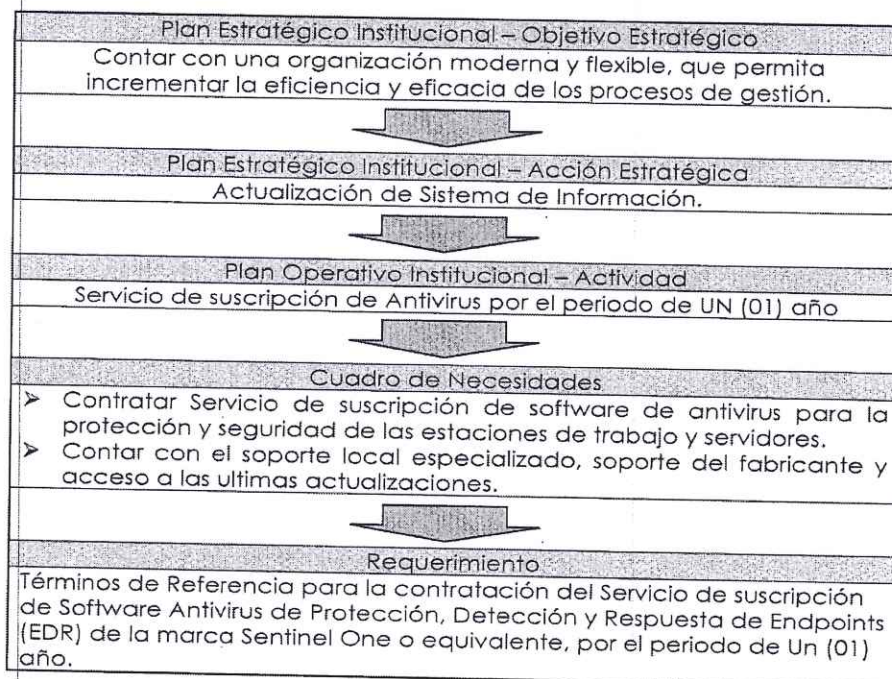 Plan Estratégico Institucional – Objetivo Estratégico
Contar con una organización moderna y flexible, que permita
incrementar la eficiencia y eficacia de los procesos de gestión.
Plan Estratégico Institucional – Acción Estratégica
Actualización de Sistema de Información.
Plan Operativo Institucional – Actividad
Servicio de suscripción de Antivirus por el periodo de UN (01) año
Cuadro de Necesidades
➢ Contratar Servicio de suscripción de software de antivirus para la
protección y seguridad de las estaciones de trabajo y servidores.
➢ Contar con el soporte local especializado, soporte del fabricante y
acceso a las ultimas actualizaciones.
Requerimiento
Términos de Referencia para la contratación del Servicio de suscripción
de Software Antivirus de Protección, Detección y Respuesta de Endpoints
(EDR) de la marca Sentinel One o equivalente, por el periodo de Un (01)
año.